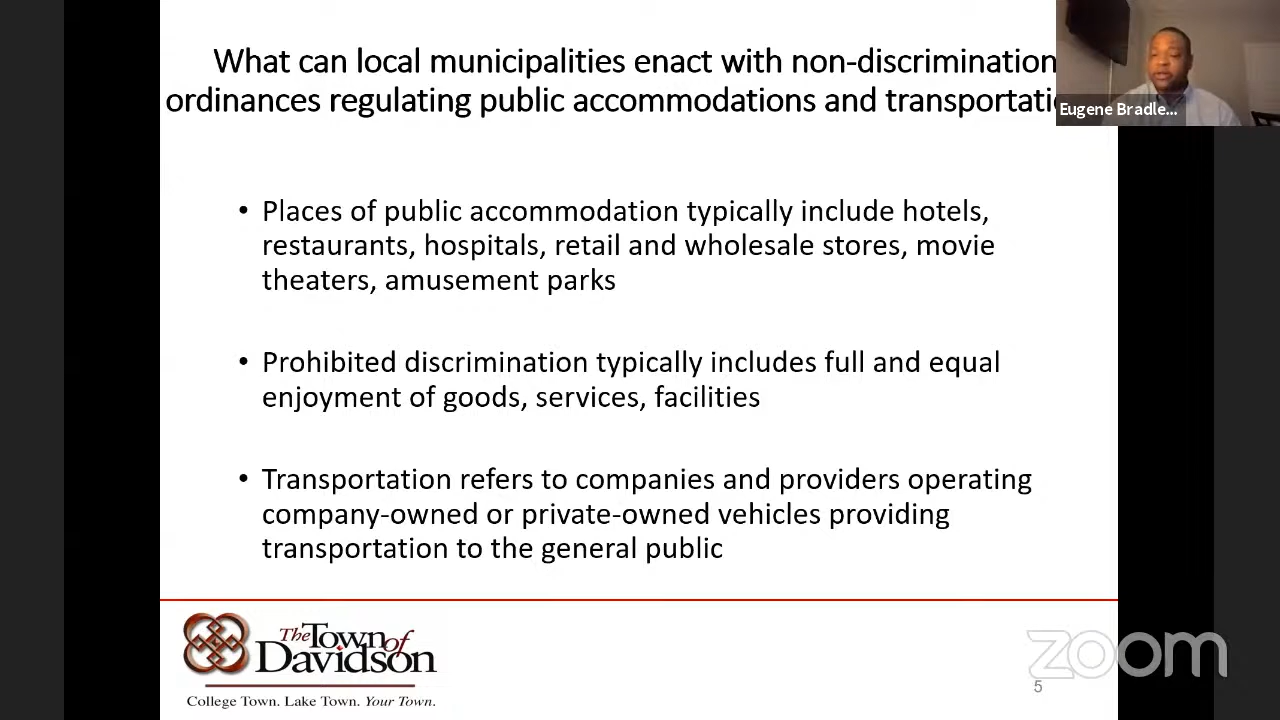 What can local municipalities enact with non-discrimination
ordinances regulating public accommodations and
Eugene Bradle...
• Places of public accommodation typically include hotels,
restaurants, hospitals, retail and wholesale stores, movie
theaters, amusement parks
• Prohibited discrimination typically includes full and equal
enjoyment of goods, services, facilities
• Transportation refers to companies and providers operating
company-owned or private-owned vehicles providing
transportation to the general public
The Town of
Davidson
College Town. Lake Town. Your Town.
zoom
5